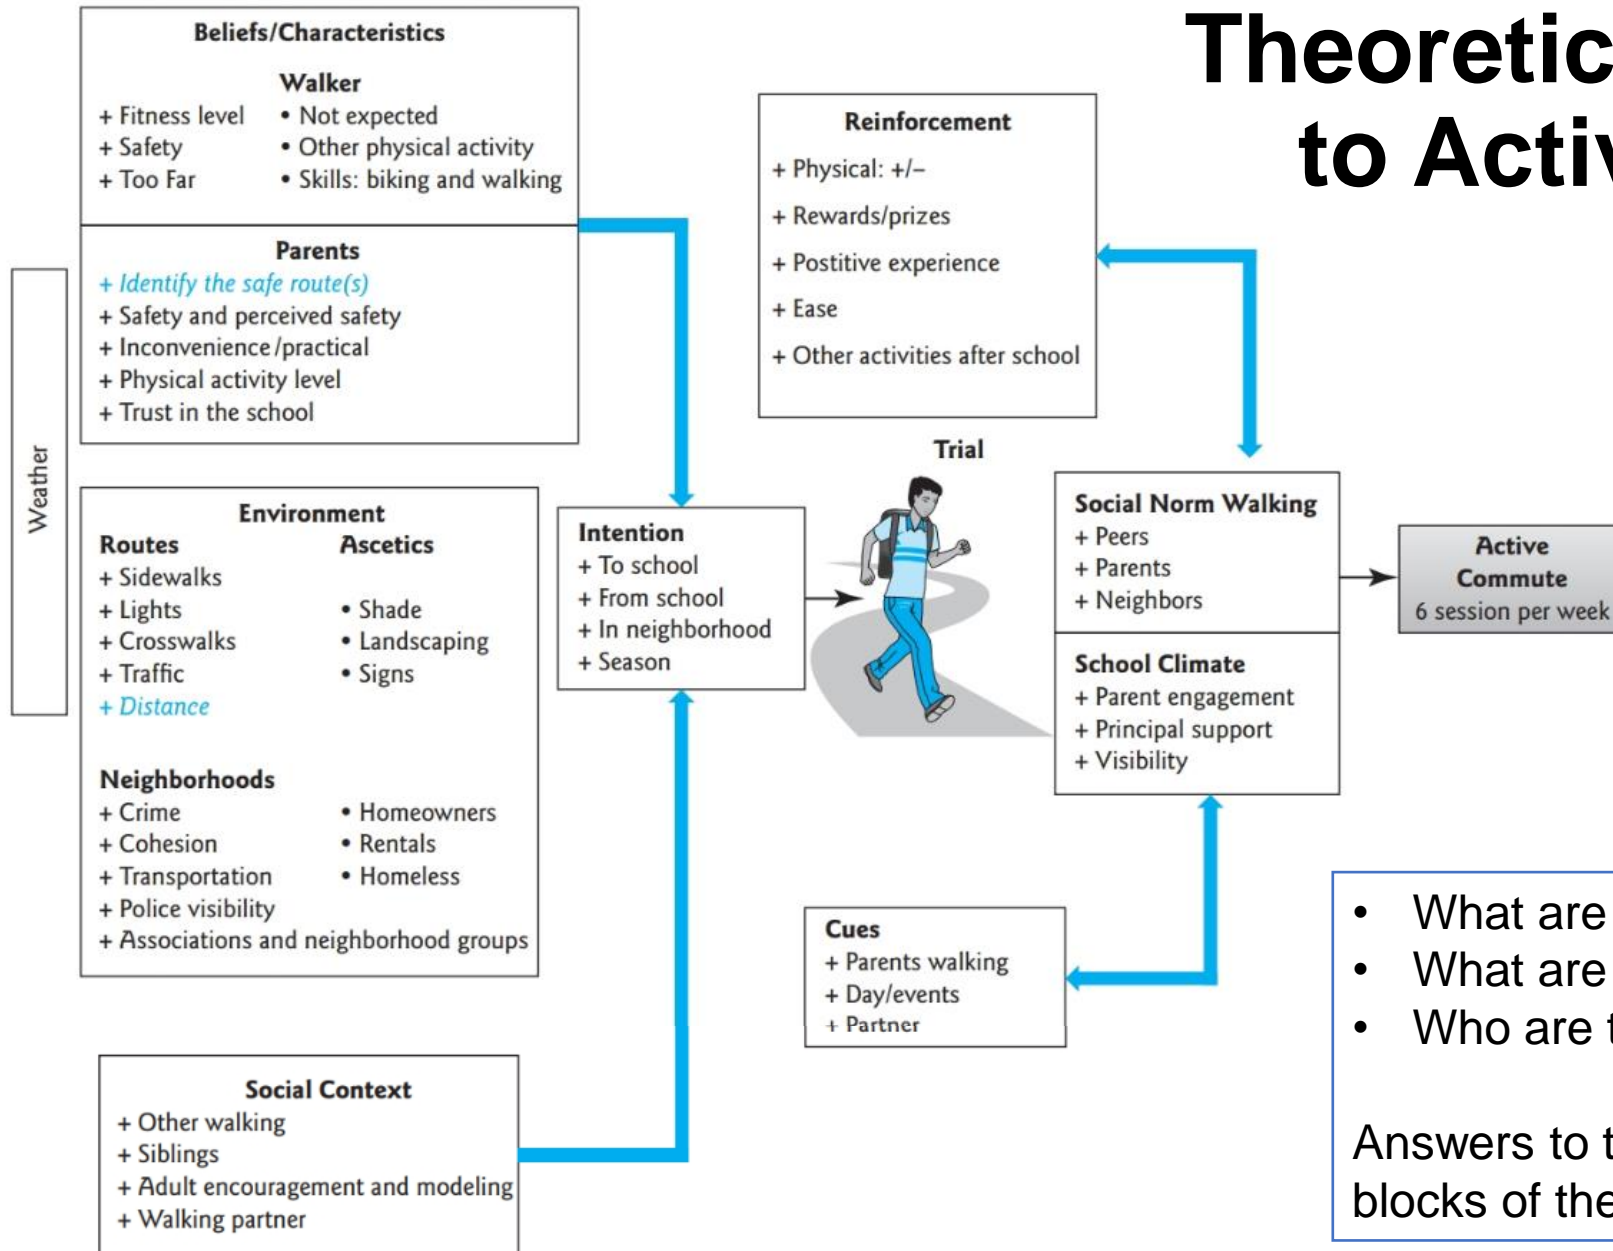 Theoretic
to Activ
Beliefs/Characteristics
Walker
+ Fitness level • Not expected
+ Safety • Other physical activity
+ Too Far • Skills: biking and walking
Parents
+ Identify the safe route(s)
+ Safety and perceived safety
+ Inconvenience/practical
+ Physical activity level
+ Trust in the school
Weather
Environment
Routes Ascetics
+ Sidewalks
+ Lights • Shade
+ Crosswalks • Landscaping
+ Traffic • Signs
+ Distance
Neighborhoods
+ Crime • Homeowners
+ Cohesion • Rentals
+ Transportation • Homeless
+ Police visibility
+ Associations and neighborhood groups
Social Context
+ Other walking
+ Siblings
+ Adult encouragement and modeling
+ Walking partner
Intention
+ To school
+ From school
+ In neighborhood
+ Season
Reinforcement
+ Physical: +/–
+ Rewards/prizes
+ Postitive experience
+ Ease
+ Other activities after school
Trial
Social Norm Walking
+ Peers
+ Parents
+ Neighbors
School Climate
+ Parent engagement
+ Principal support
+ Visibility
Cues
+ Parents walking
+ Day/events
+ Partner
Active
Commute
6 session per week
• What are
• What are
• Who are t
Answers to t
blocks of the